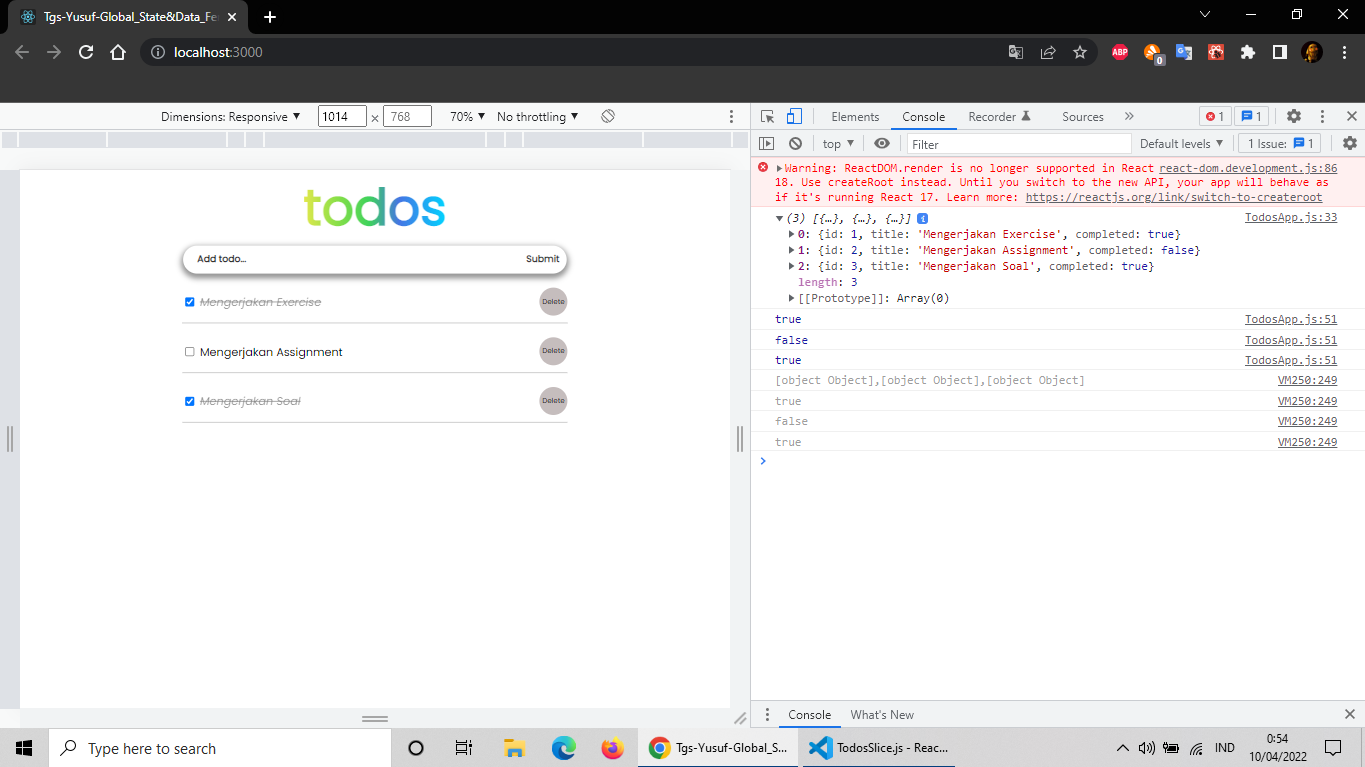 Tgs-Yusuf-Global_State&Data_Fe
localhost:3000
ABP
0
Dimensions: Responsive ▼ 1014 × 768 70% ▼ No throttling ▼
Elements Console Recorder Sources » 1 1
top ▼ Filter Default levels ▼ 1 Issue: 1
todos
Add todo... Submit
Mengerjakan Exercise Delete
Mengerjakan Assignment Delete
Mengerjakan Soal Delete
▶Warning: ReactDOM.render is no longer supported in React react-dom.development.js:86
18. Use createRoot instead. Until you switch to the new API, your app will behave as
if it's running React 17. Learn more: https://reactjs.org/link/switch-to-createroot
▼(3) [{…}, {…}, {…}] i TodosApp.js:33
▶0: {id: 1, title: 'Mengerjakan Exercise', completed: true}
▶1: {id: 2, title: 'Mengerjakan Assignment', completed: false}
▶2: {id: 3, title: 'Mengerjakan Soal', completed: true}
length: 3
▶[[Prototype]]: Array(0)
true TodosApp.js:51
false TodosApp.js:51
true TodosApp.js:51
[object Object],[object Object],[object Object] VM250:249
true VM250:249
false VM250:249
true VM250:249
Console What's New
Type here to search
Tgs-Yusuf-Global_S...
TodosSlice.js - Reac...
IND
0:54
10/04/2022